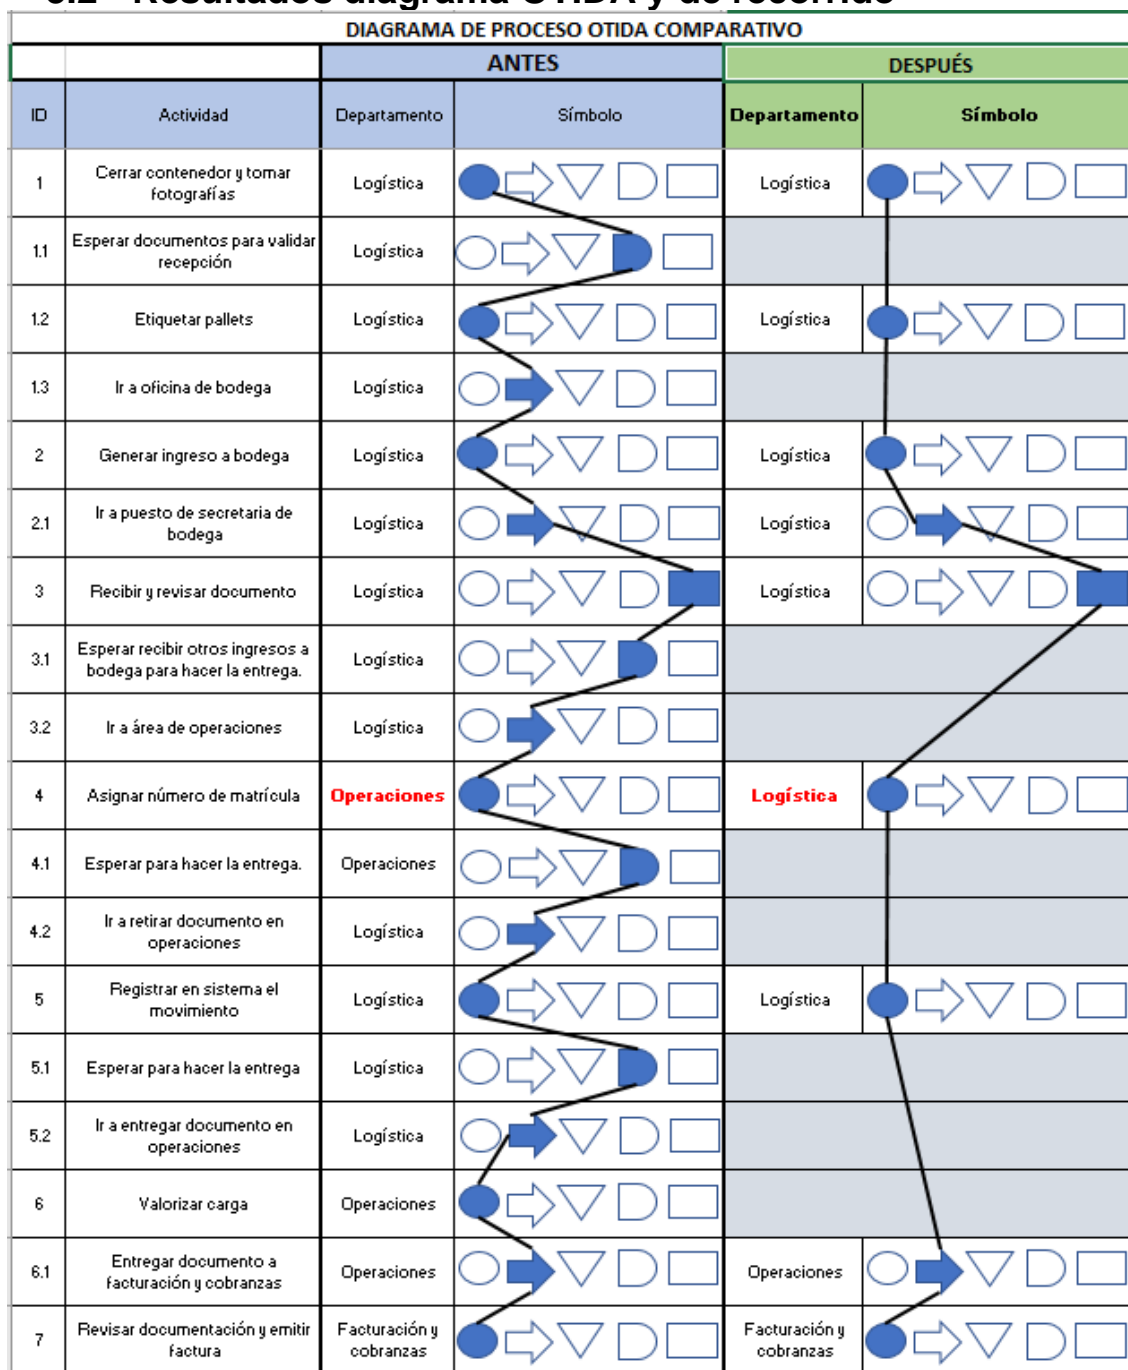 5.2 Resultados diagrama OTIDA y de recorrido
DIAGRAMA DE PROCESO OTIDA COMPARATIVO
ANTES DESPUÉS
ID Actividad Departamento Símbolo Departamento Símbolo
1 Cerrar contenedor y tomar fotografías Logística Logística
1.1 Esperar documentos para validar recepción Logística
1.2 Etiquetar pallets Logística Logística
1.3 Ir a oficina de bodega Logística
2 Generar ingreso a bodega Logística Logística
2.1 Ir a puesto de secretaria de bodega Logística Logística
3 Recibir y revisar documento Logística Logística
3.1 Esperar recibir otros ingresos a bodega para hacer la entrega. Logística
3.2 Ir a área de operaciones Logística
4 Asignar número de matrícula Operaciones Logística
4.1 Esperar para hacer la entrega. Operaciones
4.2 Ir a retirar documento en operaciones Logística
5 Registrar en sistema el movimiento Logística Logística
5.1 Esperar para hacer la entrega Logística
5.2 Ir a entregar documento en operaciones Logística
6 Valorizar carga Operaciones
6.1 Entregar documento a facturación y cobranzas Operaciones Operaciones
7 Revisar documentación y emitir factura Facturación y cobranzas Facturación y cobranzas